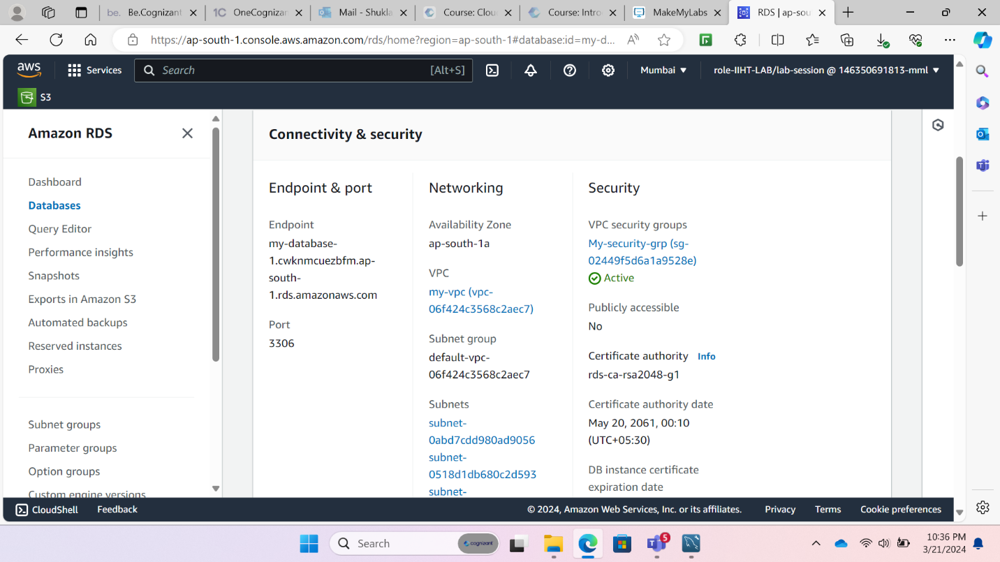 be. Be.Cognizant
1C OneCognizan
Mail - Shukla
Course: Clou
Course: Intro
MakeMyLabs
RDS | ap-sou
https://ap-south-1.console.aws.amazon.com/rds/home?region=ap-south-1#database:id=my-d...
aws
Services
Search
[Alt+S]
Mumbai
role-IIHT-LAB/lab-session @ 146350691813-mml
S3
Amazon RDS
Dashboard
Databases
Query Editor
Performance insights
Snapshots
Exports in Amazon S3
Automated backups
Reserved instances
Proxies
Subnet groups
Parameter groups
Option groups
Custom engine versions
Connectivity & security
Endpoint & port
Endpoint
my-database-
1.cwknmcuezbfm.ap-
south-
1.rds.amazonaws.com
Port
3306
Networking
Availability Zone
ap-south-1a
VPC
my-vpc (vpc-
06f424c3568c2aec7)
Subnet group
default-vpc-
06f424c3568c2aec7
Subnets
subnet-
0abd7cdd980ad9056
subnet-
0518d1db680c2d593
subnet-
Security
VPC security groups
My-security-grp (sg-
02449f5d6a1a9528e)
Active
Publicly accessible
No
Certificate authority Info
rds-ca-rsa2048-g1
Certificate authority date
May 20, 2061, 00:10
(UTC+05:30)
DB instance certificate
expiration date
CloudShell
Feedback
© 2024, Amazon Web Services, Inc. or its affiliates.
Privacy
Terms
Cookie preferences
Search
cognizant
5
10:36 PM
3/21/2024